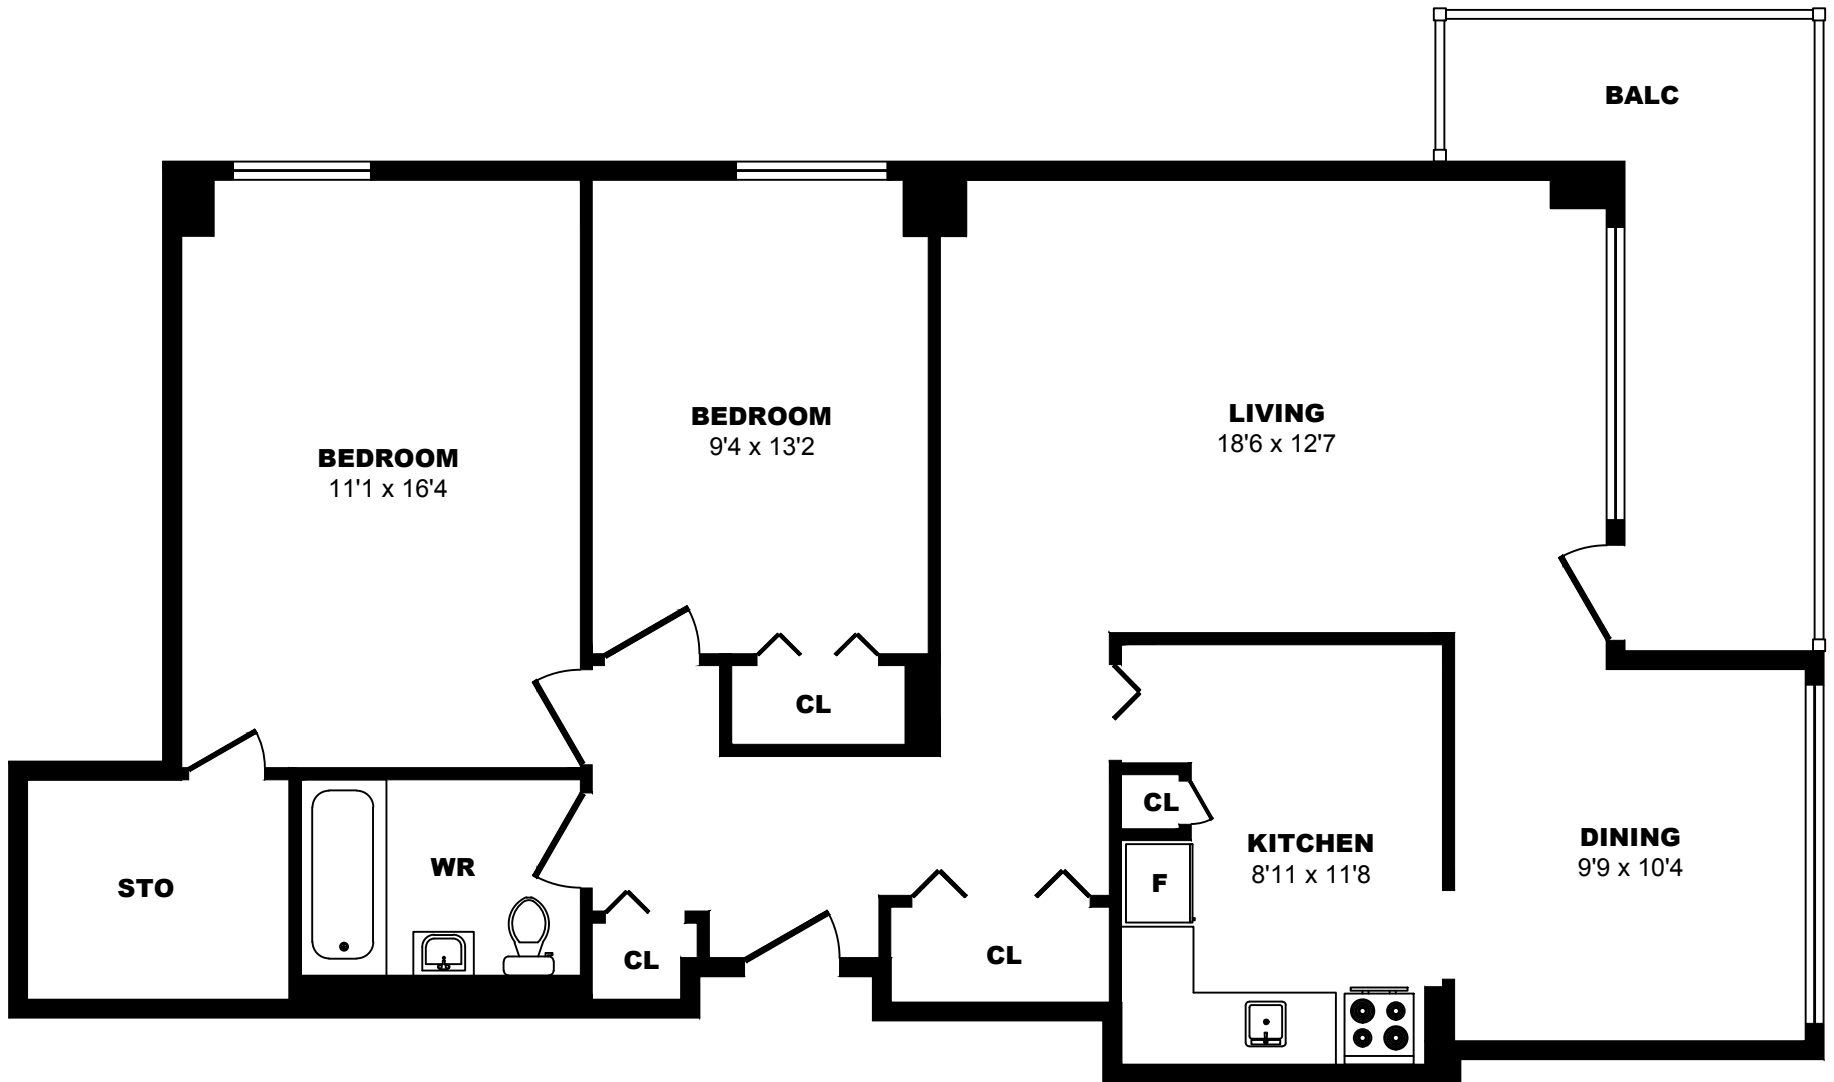 BALC
BEDROOM
11'1 x 16'4
BEDROOM
9'4 x 13'2
LIVING
18'6 x 12'7
CL
CL
KITCHEN
8'11 x 11'8
DINING
9'9 x 10'4
STO
WR
F
CL
CL